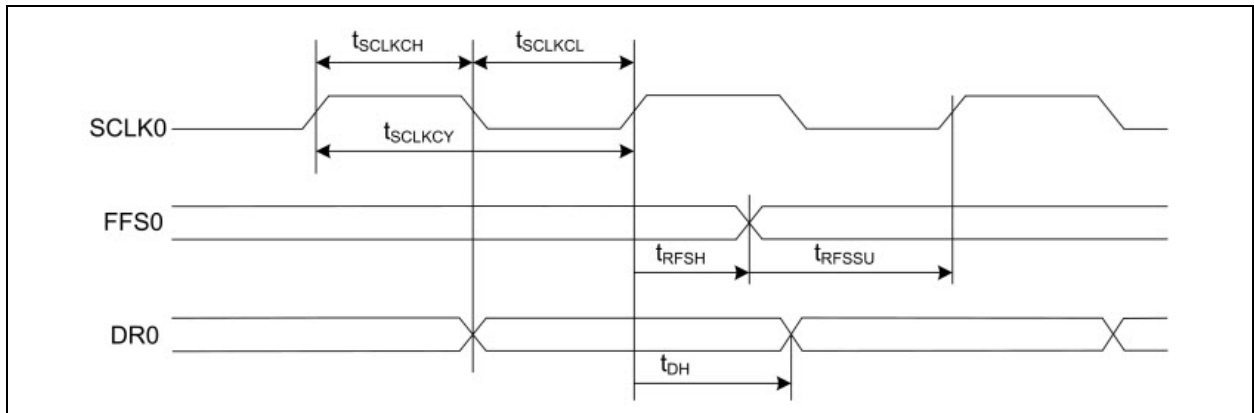 tSCLKCH tSCLKCL
SCLK0
tSCLKCY
FFS0
tRFSH tRFSSU
DR0
tDH